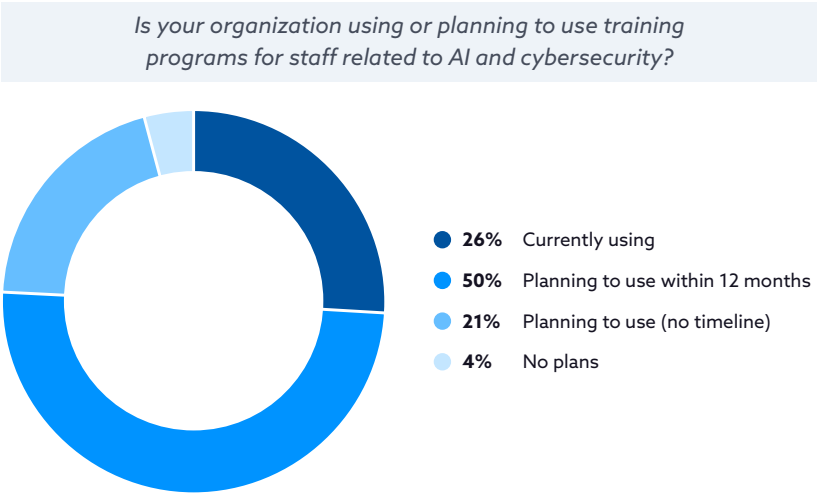 Is your organization using or planning to use training
programs for staff related to AI and cybersecurity?
26% Currently using
50% Planning to use within 12 months
21% Planning to use (no timeline)
4% No plans